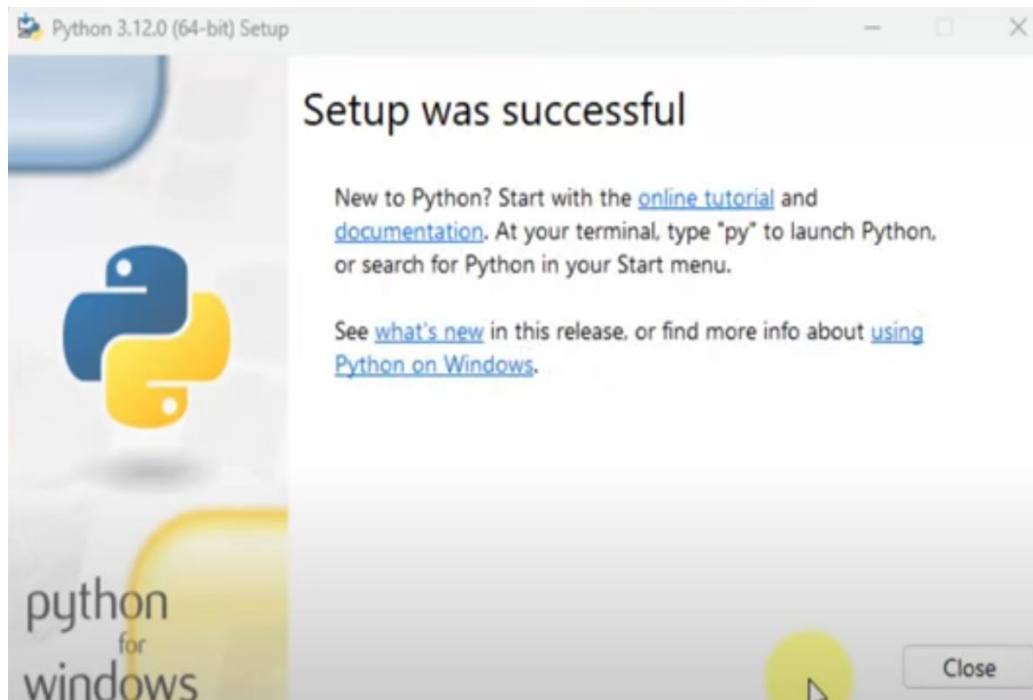 Python 3.12.0 (64-bit) Setup
Setup was successful
New to Python? Start with the online tutorial and
documentation. At your terminal, type "py" to launch Python,
or search for Python in your Start menu.
See what's new in this release, or find more info about using
Python on Windows.
python
for
windows
Close